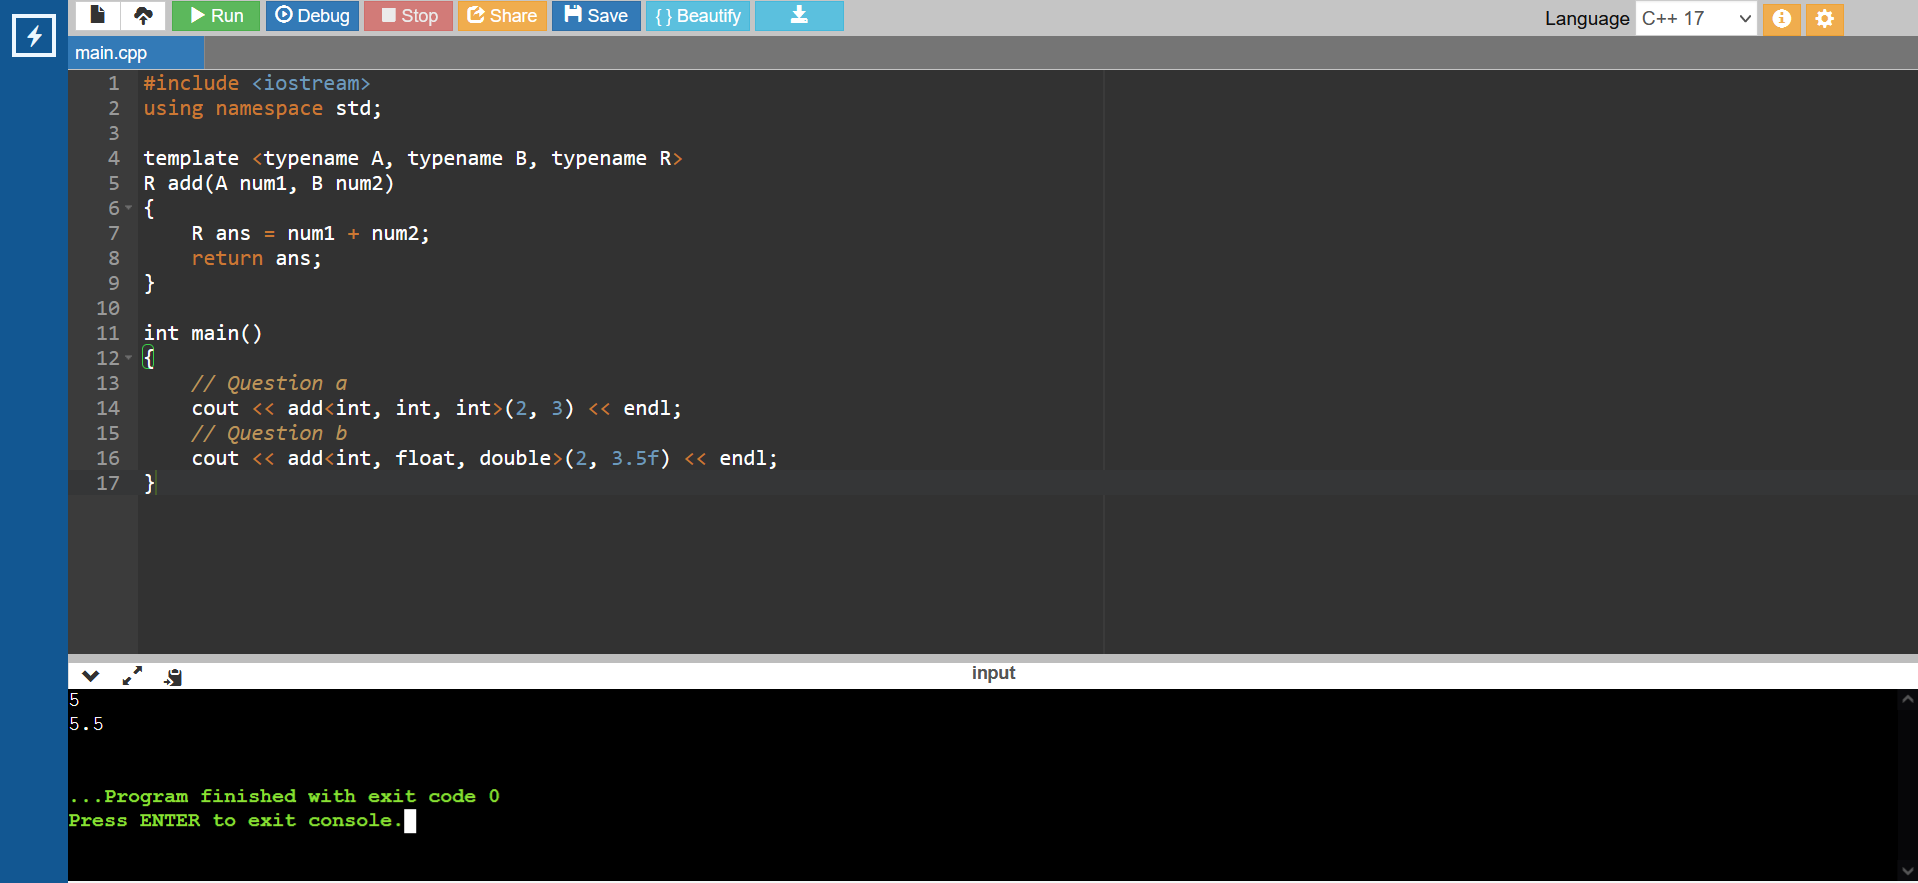 Run Debug Stop Share Save { } Beautify Language C++ 17
main.cpp
1 #include <iostream>
2 using namespace std;
3
4 template <typename A, typename B, typename R>
5 R add(A num1, B num2)
6 {
7     R ans = num1 + num2;
8     return ans;
9 }
10
11 int main()
12 {
13     // Question a
14     cout << add<int, int, int>(2, 3) << endl;
15     // Question b
16     cout << add<int, float, double>(2, 3.5f) << endl;
17 }
input
5
5.5
...Program finished with exit code 0
Press ENTER to exit console.